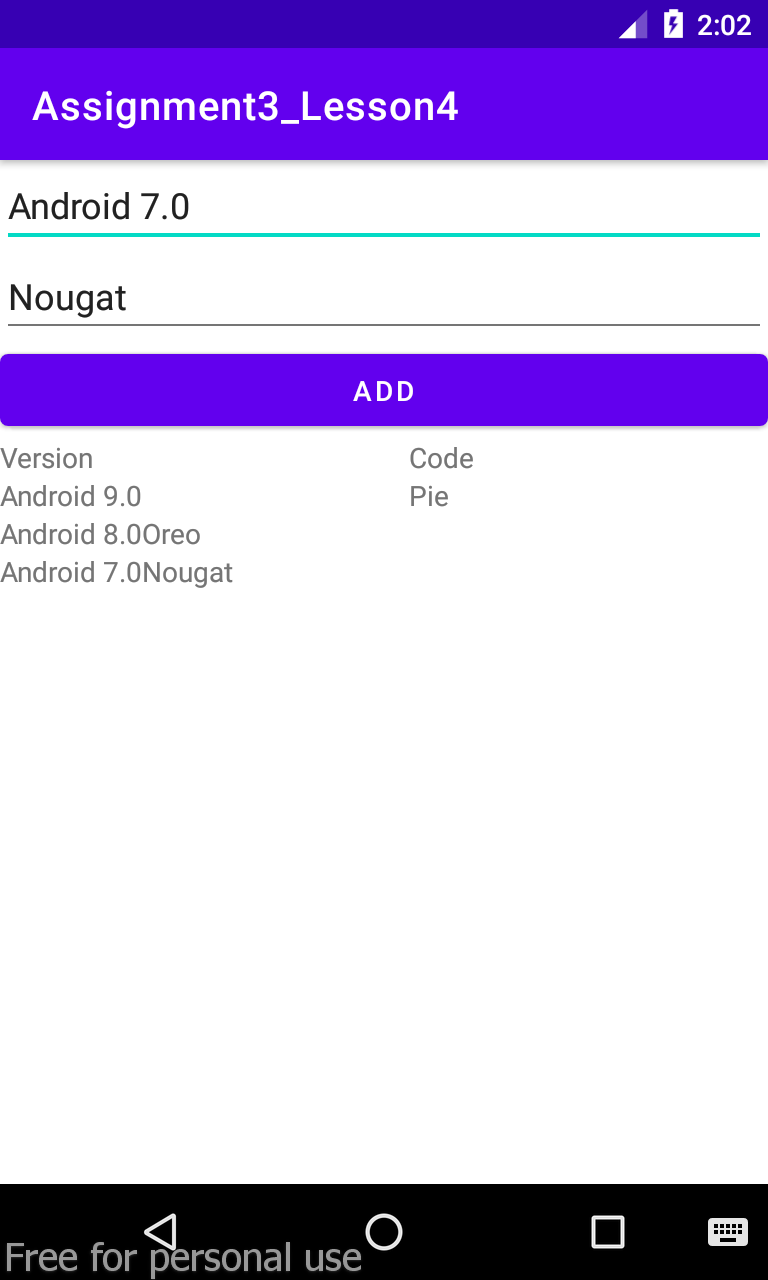 2:02
Assignment3_Lesson4
Android 7.0
Nougat
ADD
Version Code
Android 9.0 Pie
Android 8.0Oreo
Android 7.0Nougat
Free for personal use